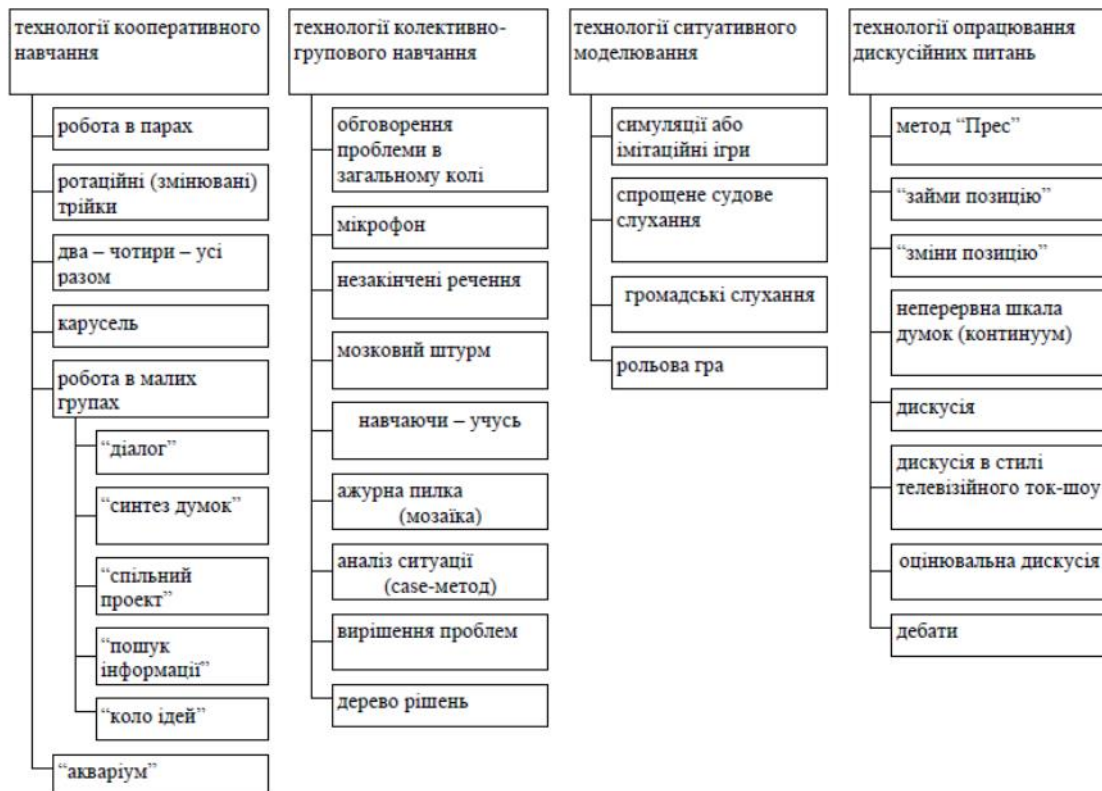 технології кооперативного
навчання
робота в парах
ротаційні (змінювані)
трійки
два – чотири – усі
разом
карусель
робота в малих
групах
“діалог”
“синтез думок”
“спільний
проект”
“пошук
інформації”
“коло ідей”
“акваріум”
технології колективно-
групового навчання
обговорення
проблеми в
загальному колі
мікрофон
незакінчені речення
мозковий штурм
навчаючи – учусь
ажурна пилка
(мозаїка)
аналіз ситуації
(case-метод)
вирішення проблем
дерево рішень
технології ситуативного
моделювання
симуляції або
імітаційні ігри
спрощене судове
слухання
громадські слухання
рольова гра
технології опрацювання
дискусійних питань
метод “Прес”
“займи позицію”
“зміни позицію”
неперервна шкала
думок (континуум)
дискусія
дискусія в стилі
телевізійного ток-шоу
оцінювальна дискусія
дебати